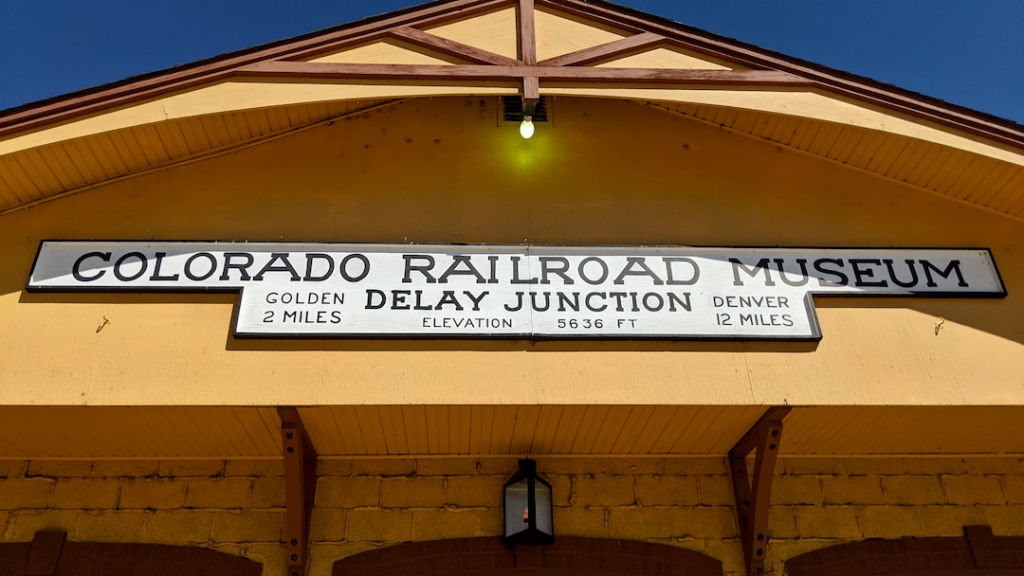 COLORADO RAILROAD MUSEUM
DELAY JUNCTION
GOLDEN
2 MILES
ELEVATION 5636 FT
DENVER
12 MILES